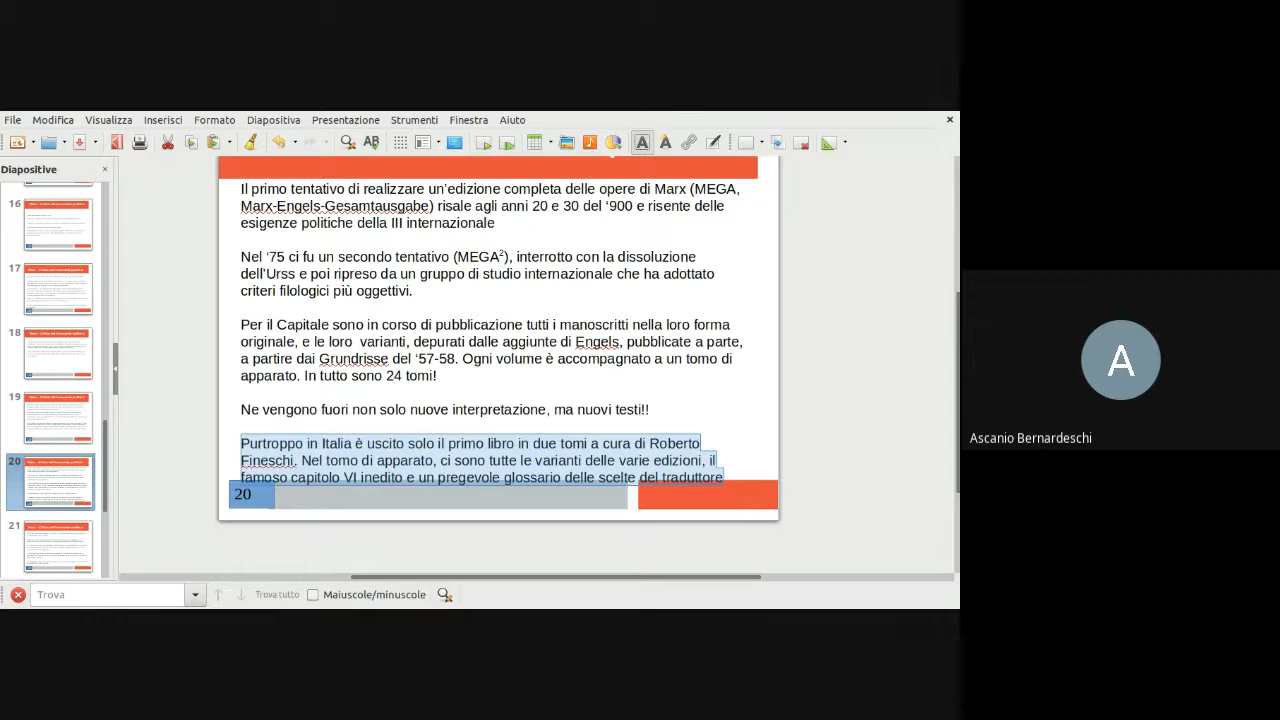 File Modifica Visualizza Inserisci Formato Diapositiva Presentazione Strumenti Finestra Aiuto
Diapositive
16
17
18
19
20
21
Il primo tentativo di realizzare un'edizione completa delle opere di Marx (MEGA,
Marx-Engels-Gesamtausgabe) risale agli anni 20 e 30 del '900 e risente delle
esigenze politiche della III internazionale
Nel '75 ci fu un secondo tentativo (MEGA²), interrotto con la dissoluzione
dell'Urss e poi ripreso da un gruppo di studio internazionale che ha adottato
criteri filologici più oggettivi.
Per il Capitale sono in corso di pubblicazione tutti i manoscritti nella loro forma
originale, e le lo varianti, depurati dalle aggiunte di Engels, pubblicate a parte,
a partire dai Grundrisse del '57-58. Ogni volume è accompagnato a un tomo di
apparato. In tutto sono 24 tomi!
Ne vengono fuori non solo nuove interpretazione, ma nuovi testi!!
Purtroppo in Italia è uscito solo il primo libro in due tomi a cura di Roberto
Fineschi. Nel tomo di apparato, ci sono tute le varianti delle varie edizioni, il
famoso capitolo VI inedito e un pregevole glossario delle scelte del traduttore
20
Trova Trova tutto Maiuscole/minuscole
A
Ascanio Bernardeschi